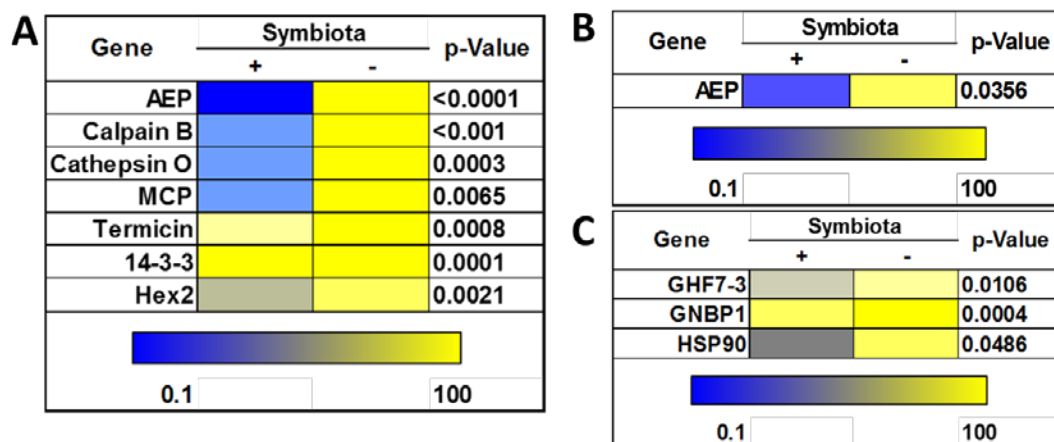 A
Gene Symbiota p-Value
+ -
AEP <0.0001
Calpain B <0.001
Cathepsin O 0.0003
MCP 0.0065
Termicin 0.0008
14-3-3 0.0001
Hex2 0.0021
0.1 100
B
Gene Symbiota p-Value
+ -
AEP 0.0356
0.1 100
C
Gene Symbiota p-Value
+ -
GHF7-3 0.0106
GNBP1 0.0004
HSP90 0.0486
0.1 100